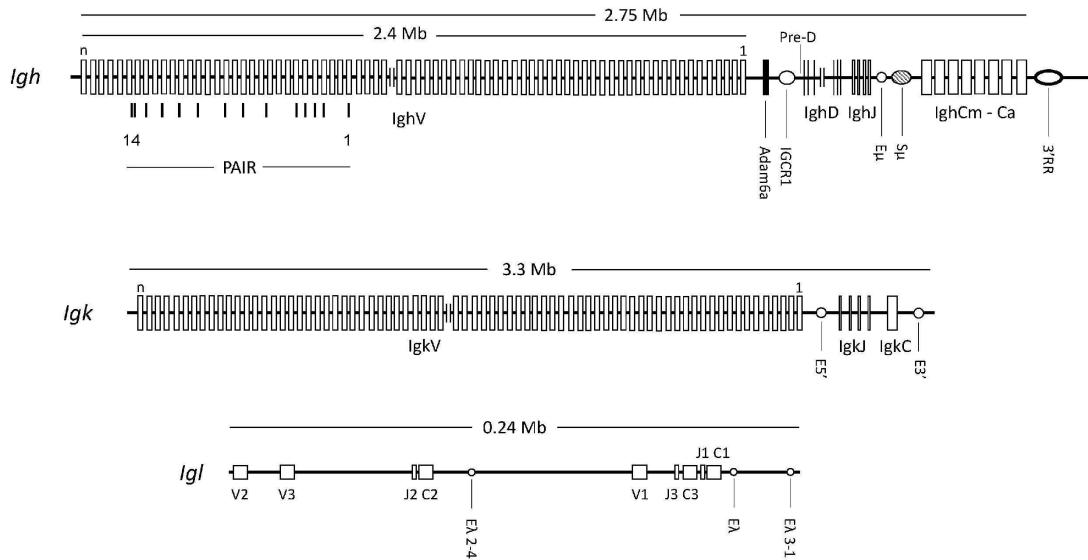 2.75 Mb
2.4 Mb
n
1
Pre-D
Igh
IghV
IghD
IghJ
IghCm - Ca
14
1
PAIR
Adam6a
IGCR1
Eμ
Sμ
3'RR
3.3 Mb
n
1
Igk
IgkV
IgkJ
IgkC
E5'
E3'
0.24 Mb
J1 C1
Igl
V2
V3
J2 C2
V1
J3 C3
Eλ 2-4
Eλ
Eλ 3-1